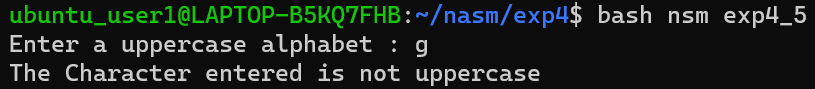 ubuntu_user1@LAPTOP-B5KQ7FHB:~/nasm/exp4$ bash nsm exp4_5
Enter a uppercase alphabet : g
The Character entered is not uppercase